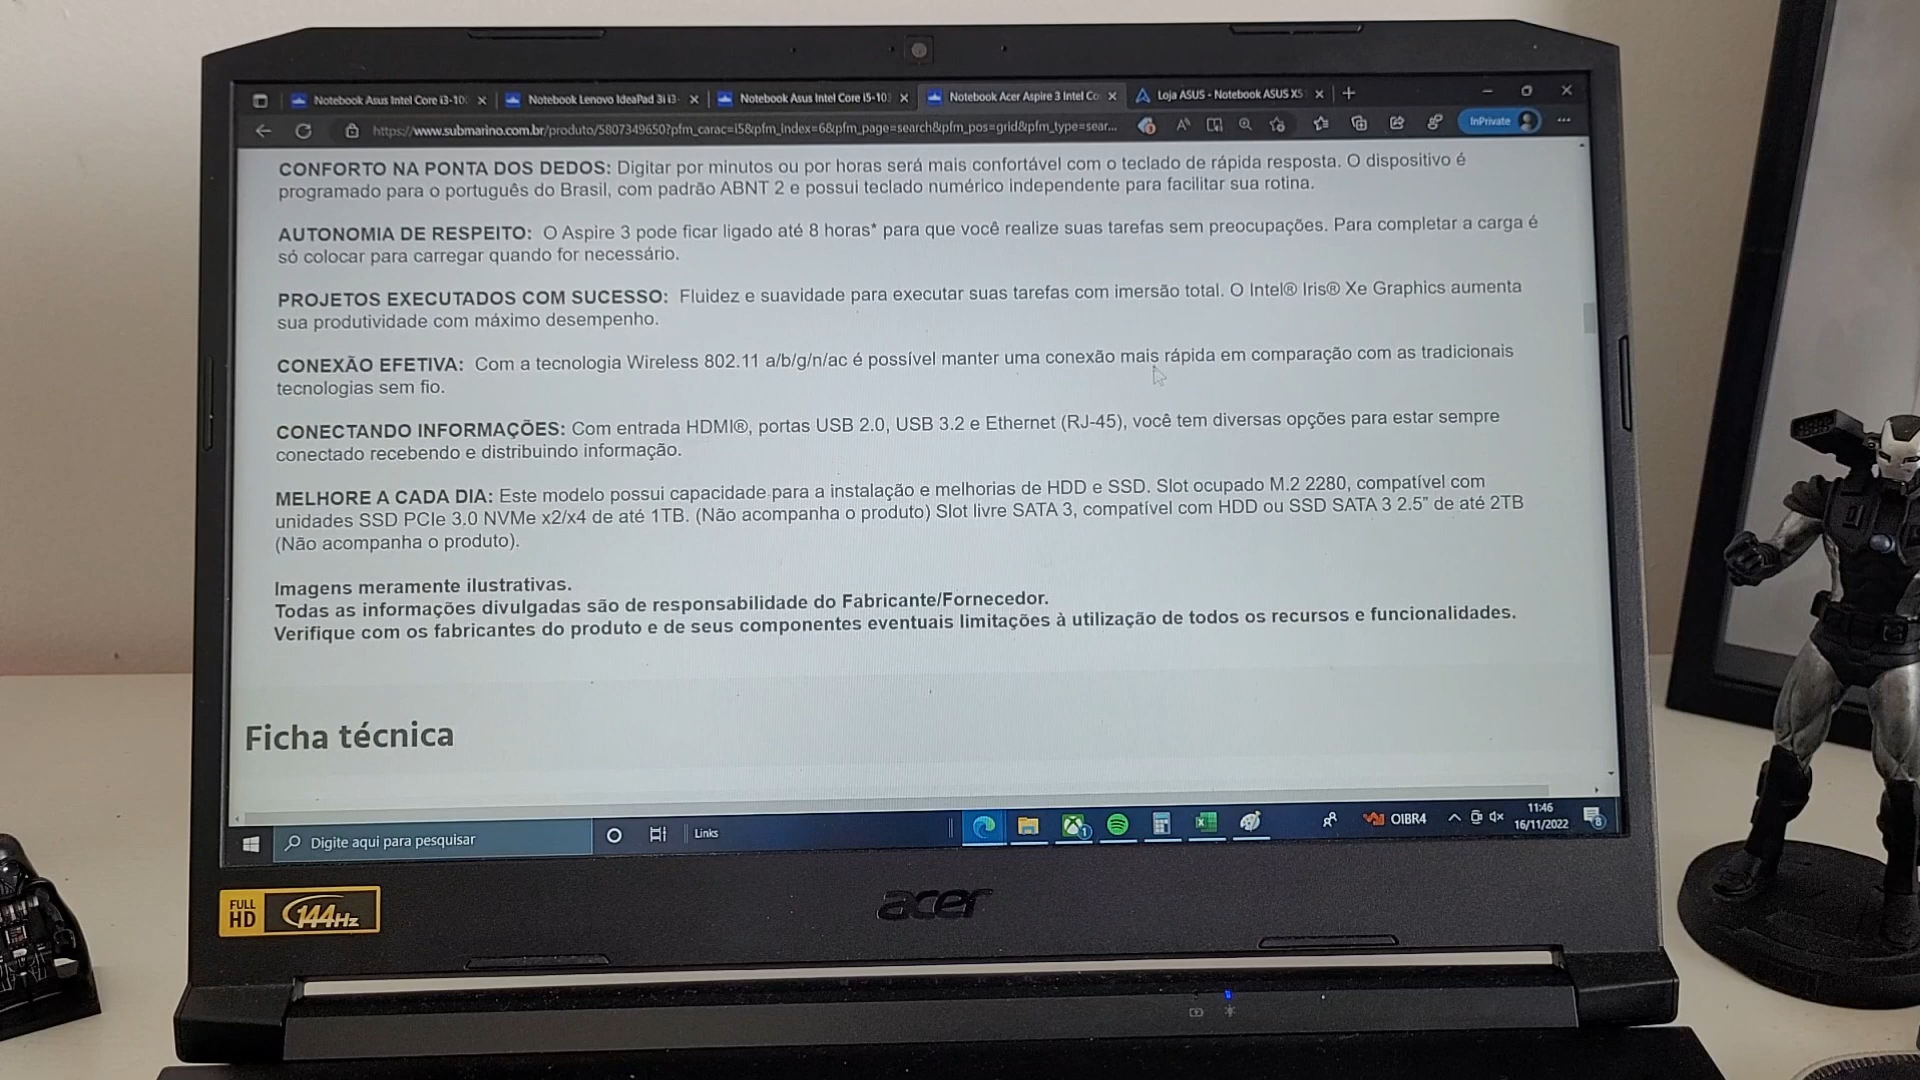 Notebook Asus Intel Core i3-10
Notebook Lenovo IdeaPad 3i i3-
Notebook Asus Intel Core i5-10
Notebook Acer Aspire 3 Intel Co
Loja ASUS - Notebook ASUS X5
https://www.submarino.com.br/produto/5807349650?pfm_carac=i5&pfm_index=6&pfm_page=search&pfm_pos=grid&pfm_type=sear...
InPrivate
CONFORTO NA PONTA DOS DEDOS: Digitar por minutos ou por horas será mais confortável com o teclado de rápida resposta. O dispositivo é
programado para o português do Brasil, com padrão ABNT 2 e possui teclado numérico independente para facilitar sua rotina.
AUTONOMIA DE RESPEITO: O Aspire 3 pode ficar ligado até 8 horas* para que você realize suas tarefas sem preocupações. Para completar a carga é
só colocar para carregar quando for necessário.
PROJETOS EXECUTADOS COM SUCESSO: Fluidez e suavidade para executar suas tarefas com imersão total. O Intel® Iris® Xe Graphics aumenta
sua produtividade com máximo desempenho.
CONEXÃO EFETIVA: Com a tecnologia Wireless 802.11 a/b/g/n/ac é possível manter uma conexão mais rápida em comparação com as tradicionais
tecnologias sem fio.
CONECTANDO INFORMAÇÕES: Com entrada HDMI®, portas USB 2.0, USB 3.2 e Ethernet (RJ-45), você tem diversas opções para estar sempre
conectado recebendo e distribuindo informação.
MELHORE A CADA DIA: Este modelo possui capacidade para a instalação e melhorias de HDD e SSD. Slot ocupado M.2 2280, compatível com
unidades SSD PCIe 3.0 NVMe x2/x4 de até 1TB. (Não acompanha o produto) Slot livre SATA 3, compatível com HDD ou SSD SATA 3 2.5" de até 2TB
(Não acompanha o produto).
Imagens meramente ilustrativas.
Todas as informações divulgadas são de responsabilidade do Fabricante/Fornecedor.
Verifique com os fabricantes do produto e de seus componentes eventuais limitações à utilização de todos os recursos e funcionalidades.
Ficha técnica
Digite aqui para pesquisar
Links
OIBR4
11:46
16/11/2022
8
FULL HD 144Hz
acer